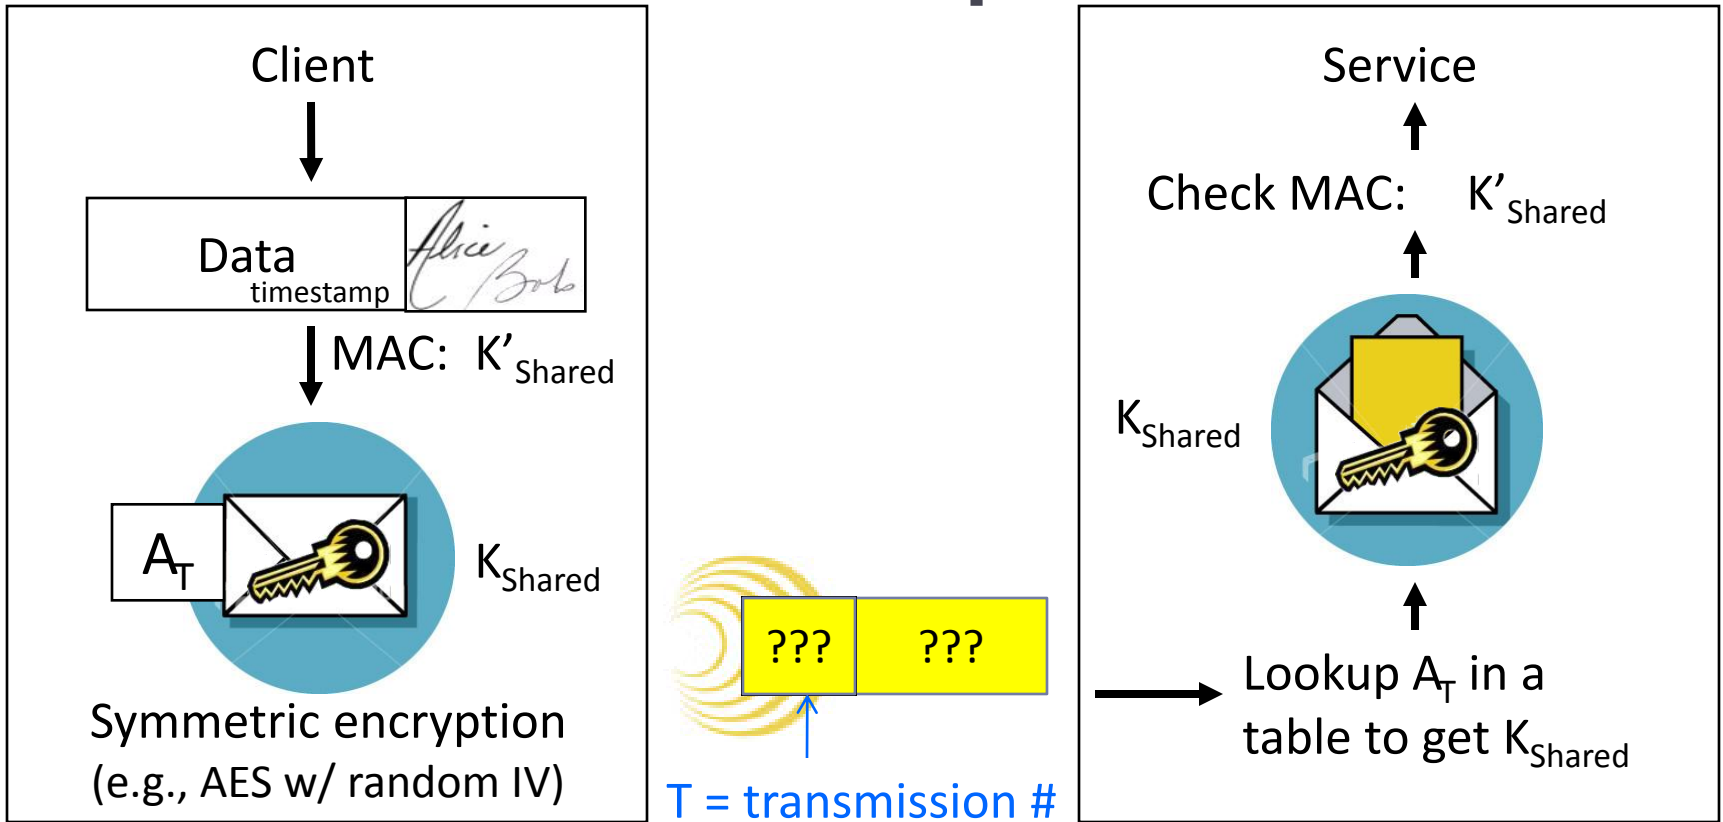 Client
Data
timestamp
Alice
Bob
MAC: K'Shared
AT
KShared
Symmetric encryption
(e.g., AES w/ random IV)
??? ???
T = transmission #
Service
Check MAC: K'Shared
KShared
Lookup AT in a
table to get KShared